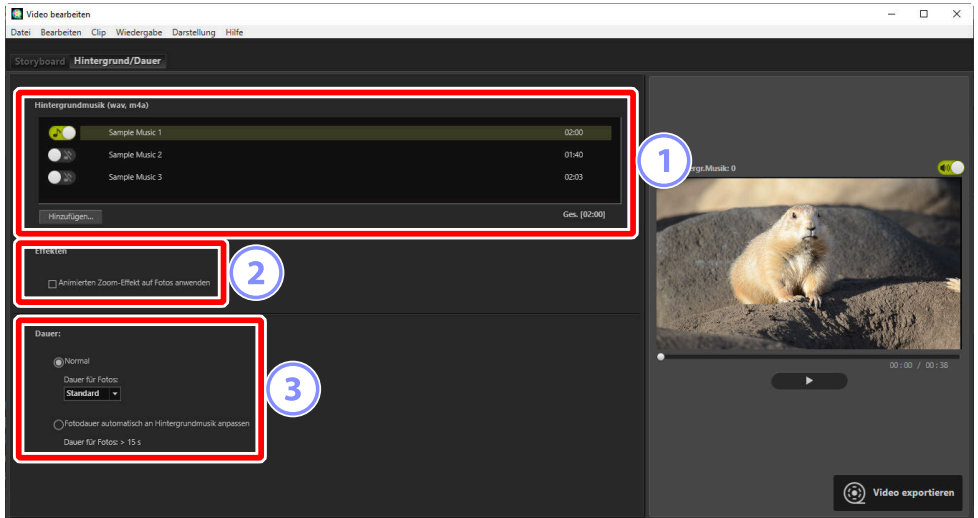 Video bearbeiten
Datei Bearbeiten Clip Wiedergabe Darstellung Hilfe
Storyboard Hintergrund/Dauer
Hintergrundmusik (wav, m4a)
Sample Music 1 02:00
Sample Music 2 01:40
Sample Music 3 02:03
Hinzufügen... Ges. [02:00]
1
rgr.Musik: 0
Effekten
Animierten Zoom-Effekt auf Fotos anwenden
2
Dauer:
Normal
Dauer für Fotos:
Standard
Fotodauer automatisch an Hintergrundmusik anpassen
Dauer für Fotos: > 15 s
3
00:00 / 00:38
Video exportieren